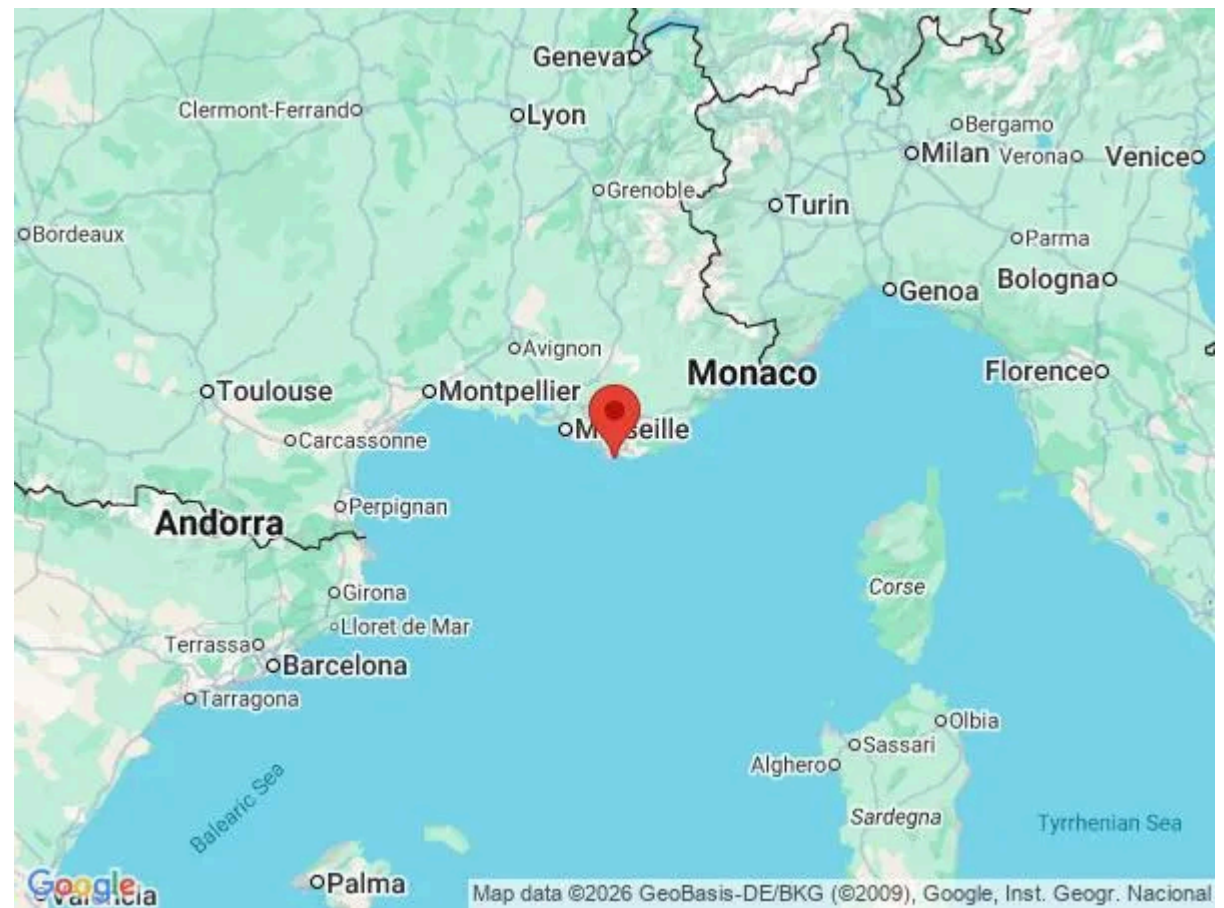 Geneva
Clermont-Ferrand
Lyon
Bergamo
Milan
Verona
Venice
Grenoble
Turin
Bordeaux
Parma
Bologna
Genoa
Avignon
Monaco
Florence
Toulouse
Montpellier
Marseille
Carcassonne
Perpignan
Andorra
Corse
Girona
Lloret de Mar
Terrassa
Barcelona
Tarragona
Olbia
Sassari
Alghero
Balearic Sea
Sardegna
Tyrrhenian Sea
Palma
Google
Valencia
Map data ©2026 GeoBasis-DE/BKG (©2009), Google, Inst. Geogr. Nacional